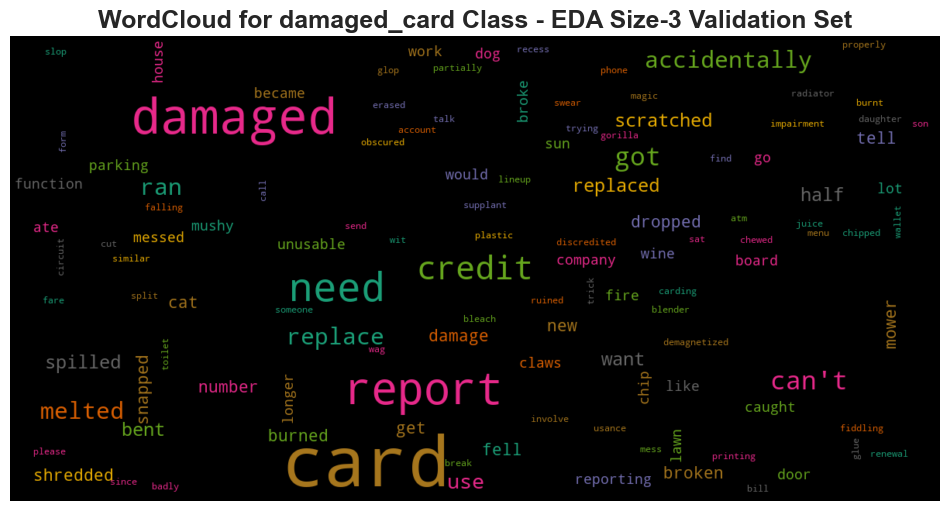 WordCloud for damaged_card Class - EDA Size-3 Validation Set
slop
house
work
dog
recess
properly
accidentally
glop
partially
phone
became
erased
broke
swear
magic
radiator
burnt
damaged
talk
account
obscured
scratched
trying
gorilla
impairment
daughter
son
tell
form
sun
got
find
go
parking
function
ran
call
would
lineup
replaced
half
lot
falling
supplant
dropped
atm
juice
wallet
ate
messed
mushy
send
menu
chipped
circuit
cut
similar
unusable
wit
plastic
discredited
sat
chewed
wine
credit
company
board
need
fare
split
cat
someone
ruined
trick
fire
carding
blender
bleach
new
mower
replace
wag
damage
demagnetized
spilled
toilet
snapped
claws
want
number
longer
chip
like
can't
report
melted
caught
bent
burned
get
involve
usance
fiddling
card
fell
mess
lawn
printing
glue
renewal
please
shredded
since
badly
break
use
reporting
broken
door
bill